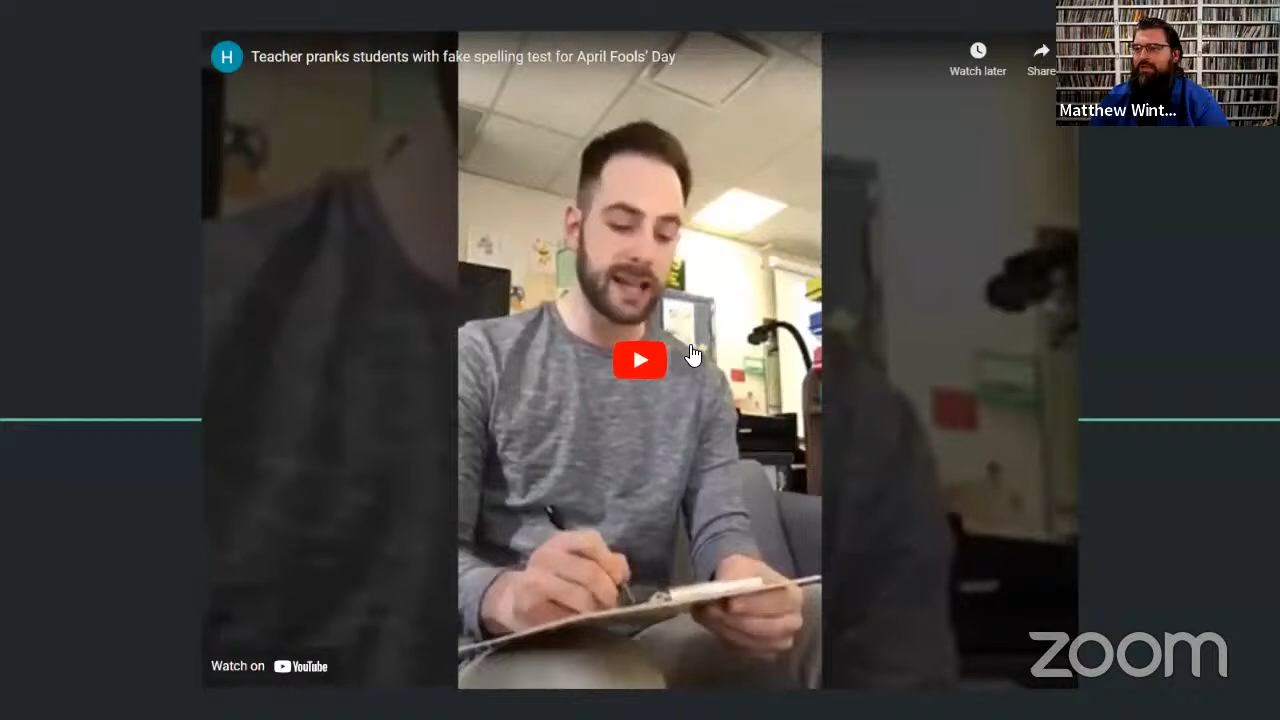 H
Teacher pranks students with fake spelling test for April Fools' Day
Watch later
Share
Matthew Wint...
Watch on YouTube
zoom